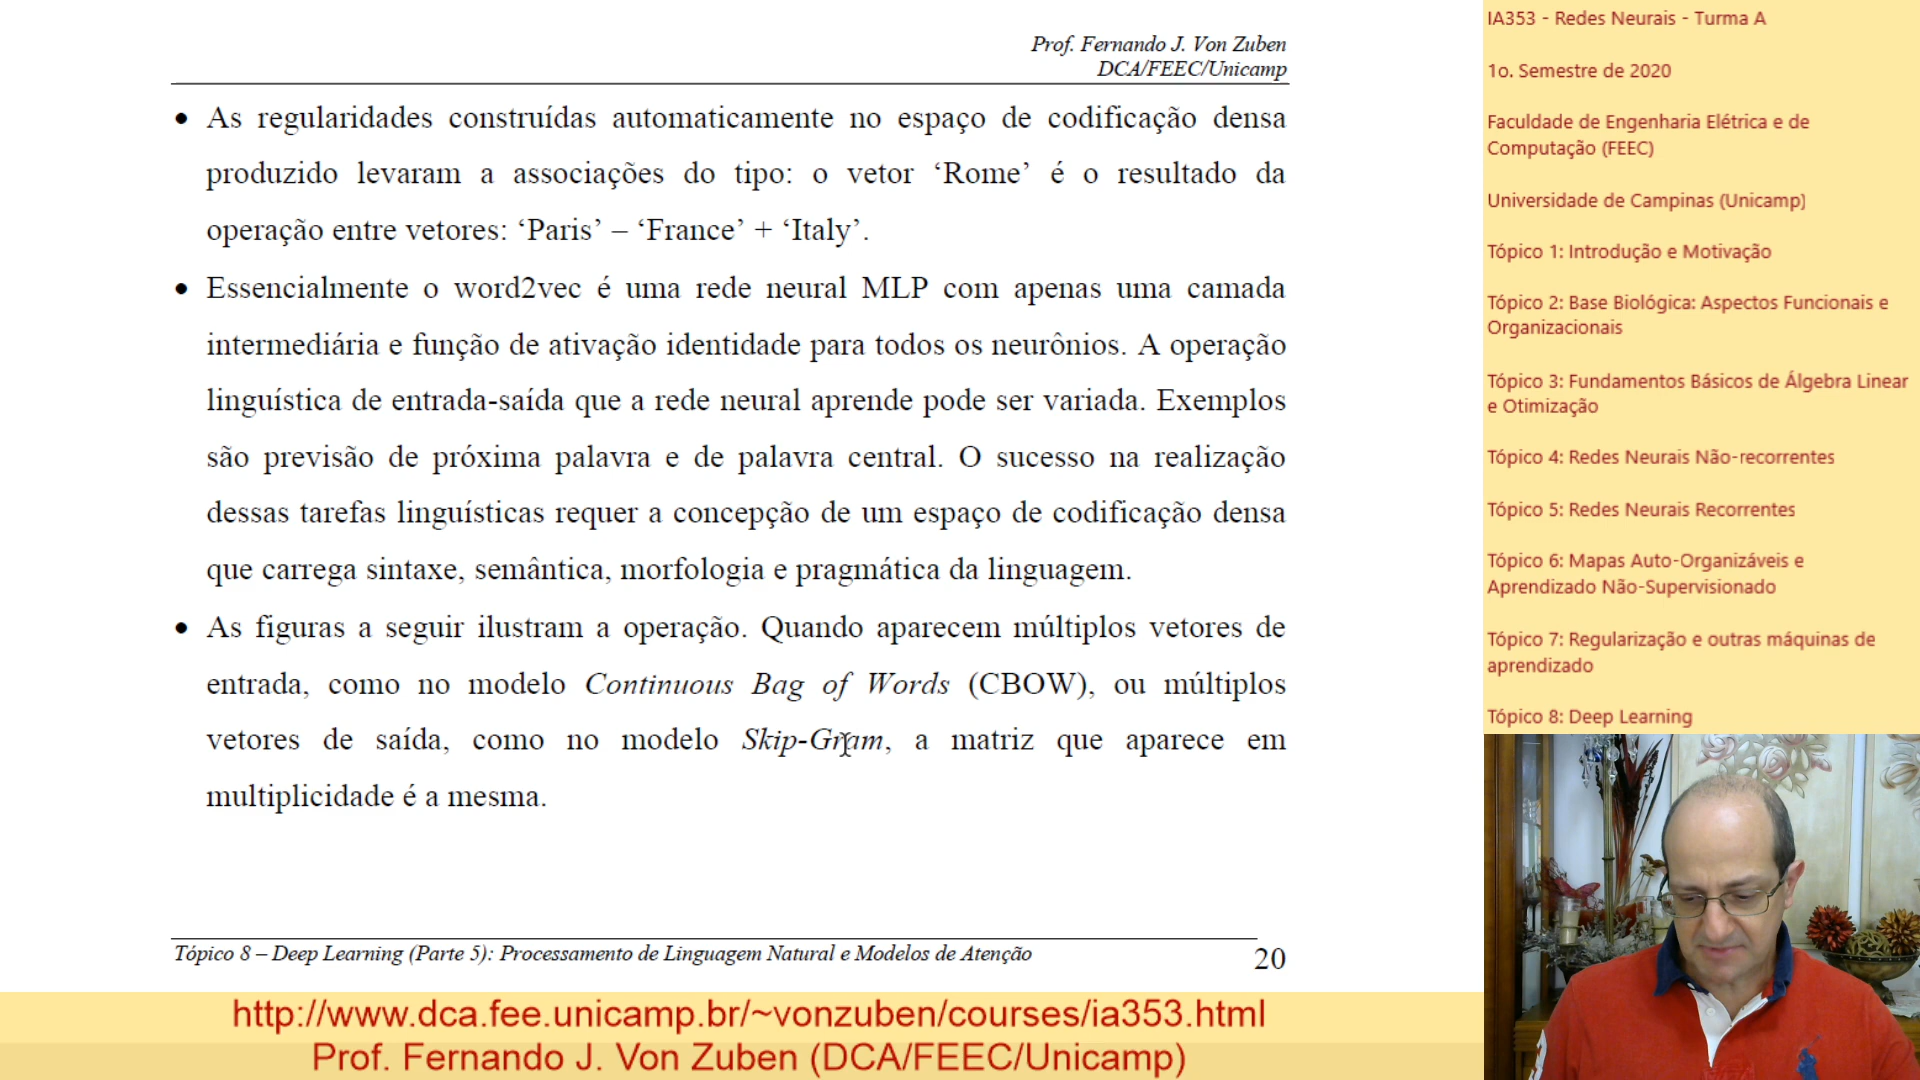 Prof. Fernando J. Von Zuben
DCA/FEEC/Unicamp
• As regularidades construídas automaticamente no espaço de codificação densa
produzido levaram a associações do tipo: o vetor ‘Rome’ é o resultado da
operação entre vetores: ‘Paris’ – ‘France’ + ‘Italy’.
• Essencialmente o word2vec é uma rede neural MLP com apenas uma camada
intermediária e função de ativação identidade para todos os neurônios. A operação
linguística de entrada-saída que a rede neural aprende pode ser variada. Exemplos
são previsão de próxima palavra e de palavra central. O sucesso na realização
dessas tarefas linguísticas requer a concepção de um espaço de codificação densa
que carrega sintaxe, semântica, morfologia e pragmática da linguagem.
• As figuras a seguir ilustram a operação. Quando aparecem múltiplos vetores de
entrada, como no modelo Continuous Bag of Words (CBOW), ou múltiplos
vetores de saída, como no modelo Skip-Gram, a matriz que aparece em
multiplicidade é a mesma.
Tópico 8 – Deep Learning (Parte 5): Processamento de Linguagem Natural e Modelos de Atenção
20
http://www.dca.fee.unicamp.br/~vonzuben/courses/ia353.html
Prof. Fernando J. Von Zuben (DCA/FEEC/Unicamp)
IA353 - Redes Neurais - Turma A
1o. Semestre de 2020
Faculdade de Engenharia Elétrica e de
Computação (FEEC)
Universidade de Campinas (Unicamp)
Tópico 1: Introdução e Motivação
Tópico 2: Base Biológica: Aspectos Funcionais e
Organizacionais
Tópico 3: Fundamentos Básicos de Álgebra Linear
e Otimização
Tópico 4: Redes Neurais Não-recorrentes
Tópico 5: Redes Neurais Recorrentes
Tópico 6: Mapas Auto-Organizáveis e
Aprendizado Não-Supervisionado
Tópico 7: Regularização e outras máquinas de
aprendizado
Tópico 8: Deep Learning